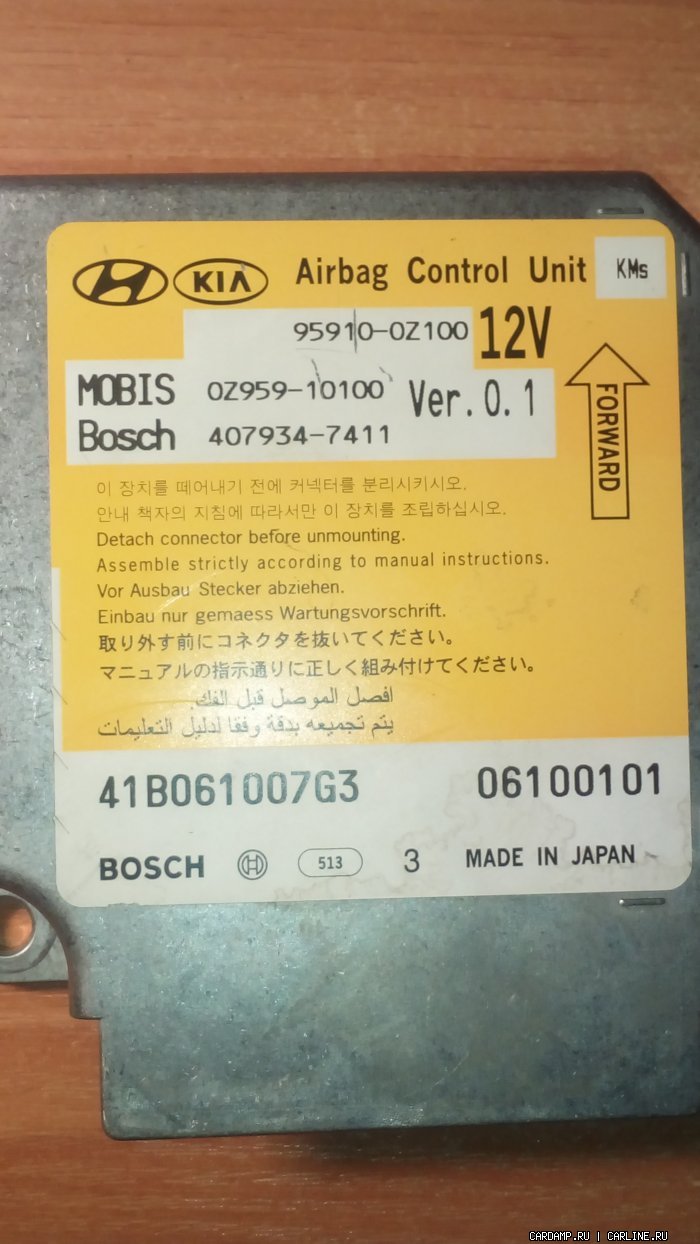 KIA Airbag Control Unit KMs
95910-0Z100 12V
MOBIS 0Z959-10100 Ver.0.1
Bosch 407934-7411
FORWARD
이 장치를 떼어내기 전에 커넥터를 분리시키시오.
안내 책자의 지침에 따라서만 이 장치를 조립하십시오.
Detach connector before unmounting.
Assemble strictly according to manual instructions.
Vor Ausbau Stecker abziehen.
Einbau nur gemaess Wartungsvorschrift.
取り外す前にコネクタを抜いてください。
マニュアルの指示通りに正しく組み付けてください。
افصل الموصل قبل الفك.
يتم تجميعه بدقة وفقا لدليل التعليمات
41B061007G3 06100101
BOSCH 513 3 MADE IN JAPAN
CARDAMP.RU | CARLINE.RU